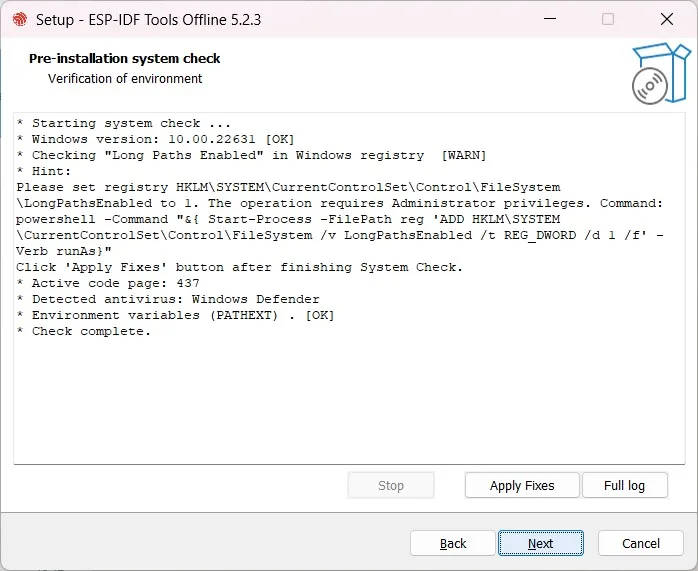 Setup - ESP-IDF Tools Offline 5.2.3
Pre-installation system check
Verification of environment
* Starting system check ...
* Windows version: 10.00.22631 [OK]
* Checking "Long Paths Enabled" in Windows registry  [WARN]
* Hint:
Please set registry HKLM\SYSTEM\CurrentControlSet\Control\FileSystem
\LongPathsEnabled to 1. The operation requires Administrator privileges. Command:
powershell -Command "&{ Start-Process -FilePath reg 'ADD HKLM\SYSTEM
\CurrentControlSet\Control\FileSystem /v LongPathsEnabled /t REG_DWORD /d 1 /f' -
Verb runAs}"
Click 'Apply Fixes' button after finishing System Check.
* Active code page: 437
* Detected antivirus: Windows Defender
* Environment variables (PATHEXT) . [OK]
* Check complete.
Stop
Apply Fixes
Full log
Back
Next
Cancel